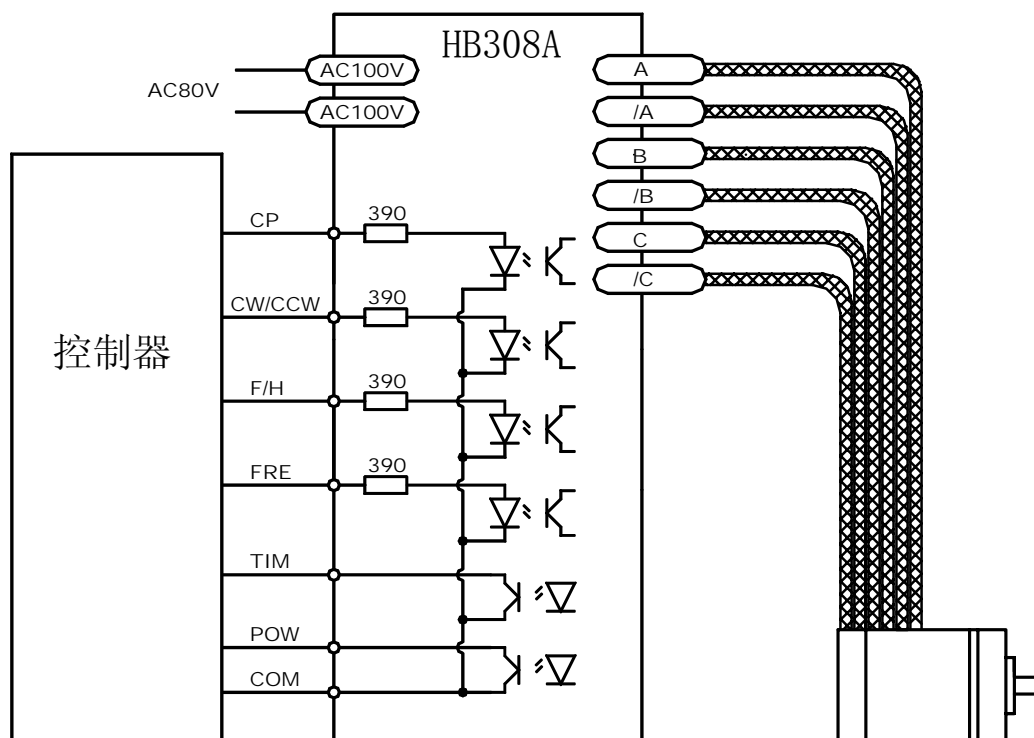 HB308A
AC80V
AC100V
AC100V
A
/A
B
/B
C
/C
控制器
CP
390
CW/CCW
390
F/H
390
FRE
390
TIM
POW
COM